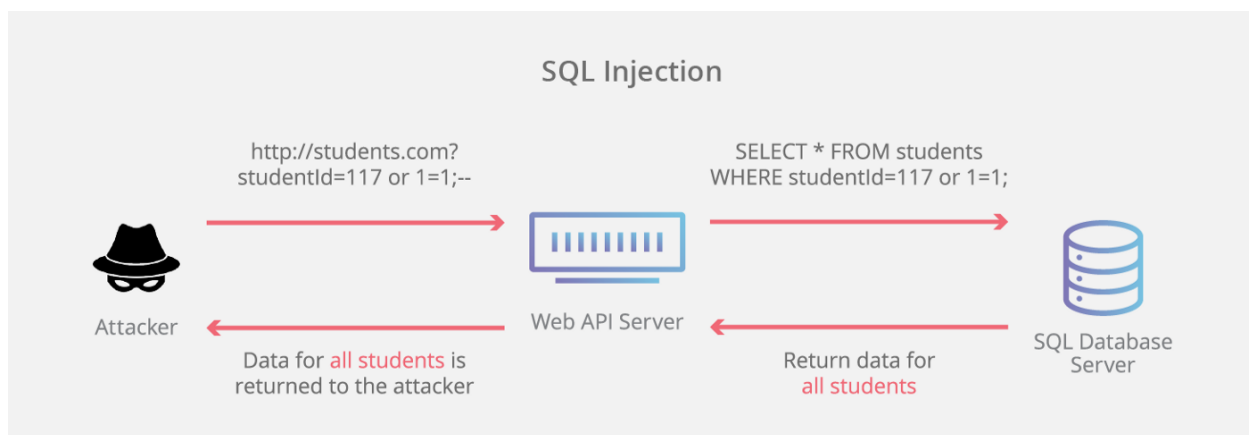 SQL Injection
http://students.com?
studentId=117 or 1=1;--
SELECT * FROM students
WHERE studentId=117 or 1=1;
Attacker
Web API Server
SQL Database
Server
Data for all students is
returned to the attacker
Return data for
all students